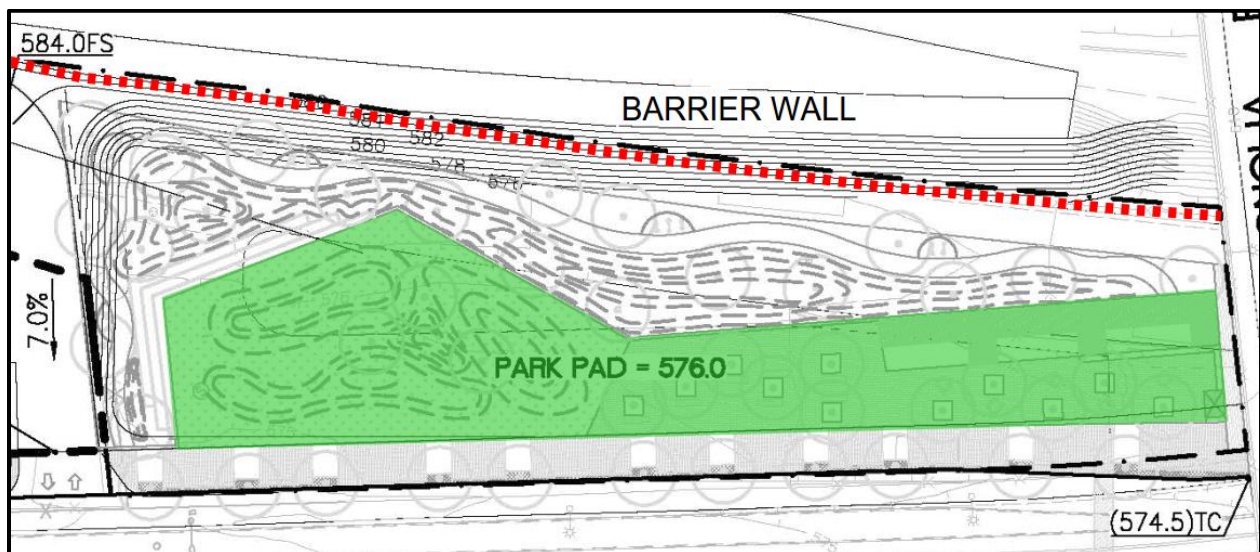 584.0FS
BARRIER WALL
582
580
578
7.0%
PARK PAD = 576.0
(574.5)TC